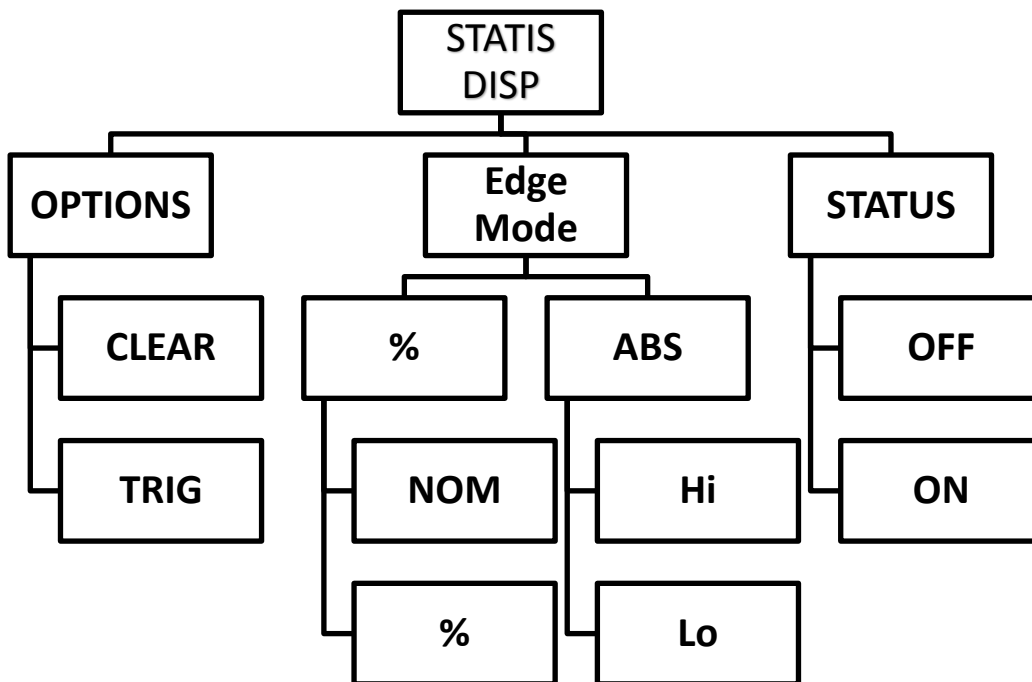 STATIS
DISP
OPTIONS
Edge
Mode
STATUS
CLEAR
%
ABS
OFF
TRIG
NOM
Hi
ON
%
Lo